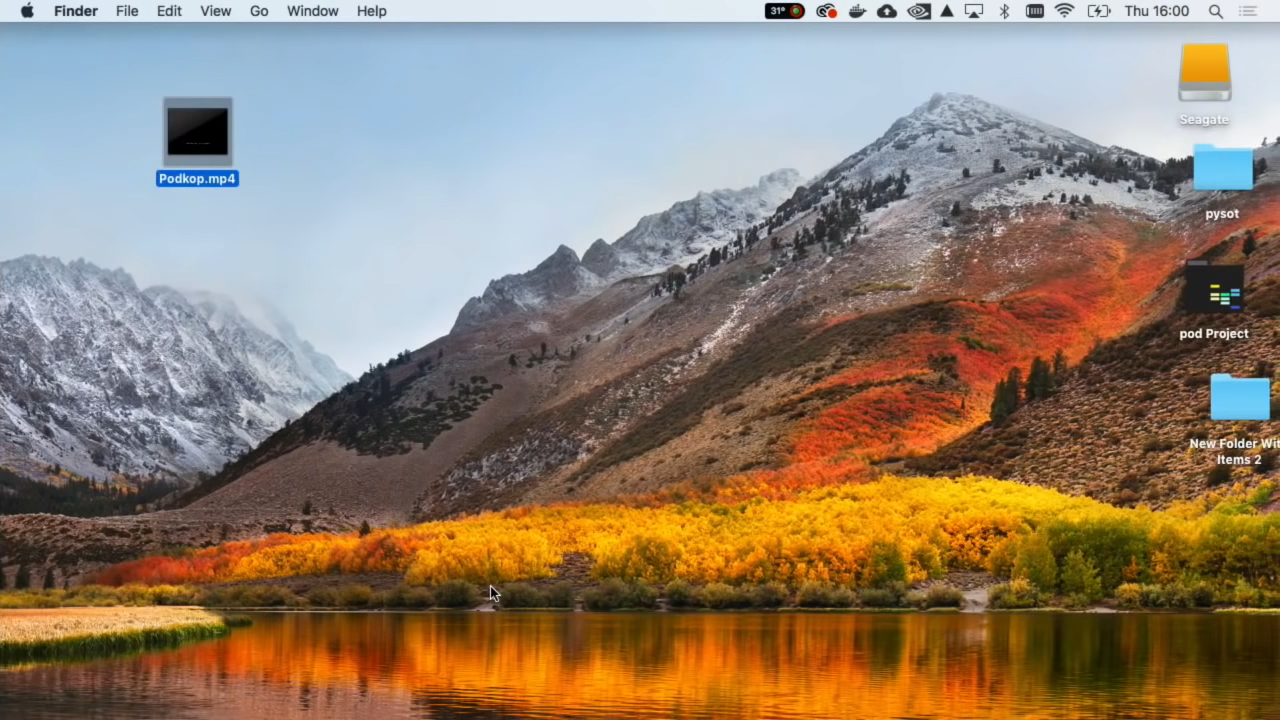 Finder File Edit View Go Window Help 31° Thu 16:00
Podkop.mp4
Seagate
pysot
pod Project
New Folder Wit
Items 2